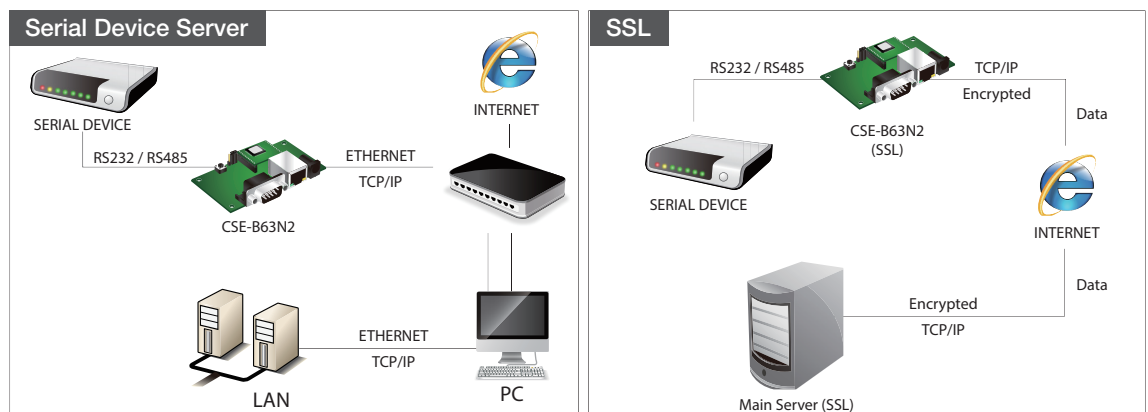 Serial Device Server
SERIAL DEVICE
RS232 / RS485
CSE-B63N2
ETHERNET
TCP/IP
INTERNET
LAN
ETHERNET
TCP/IP
PC
SSL
RS232 / RS485
SERIAL DEVICE
CSE-B63N2
(SSL)
TCP/IP
Encrypted
Data
INTERNET
Data
Encrypted
TCP/IP
Main Server (SSL)